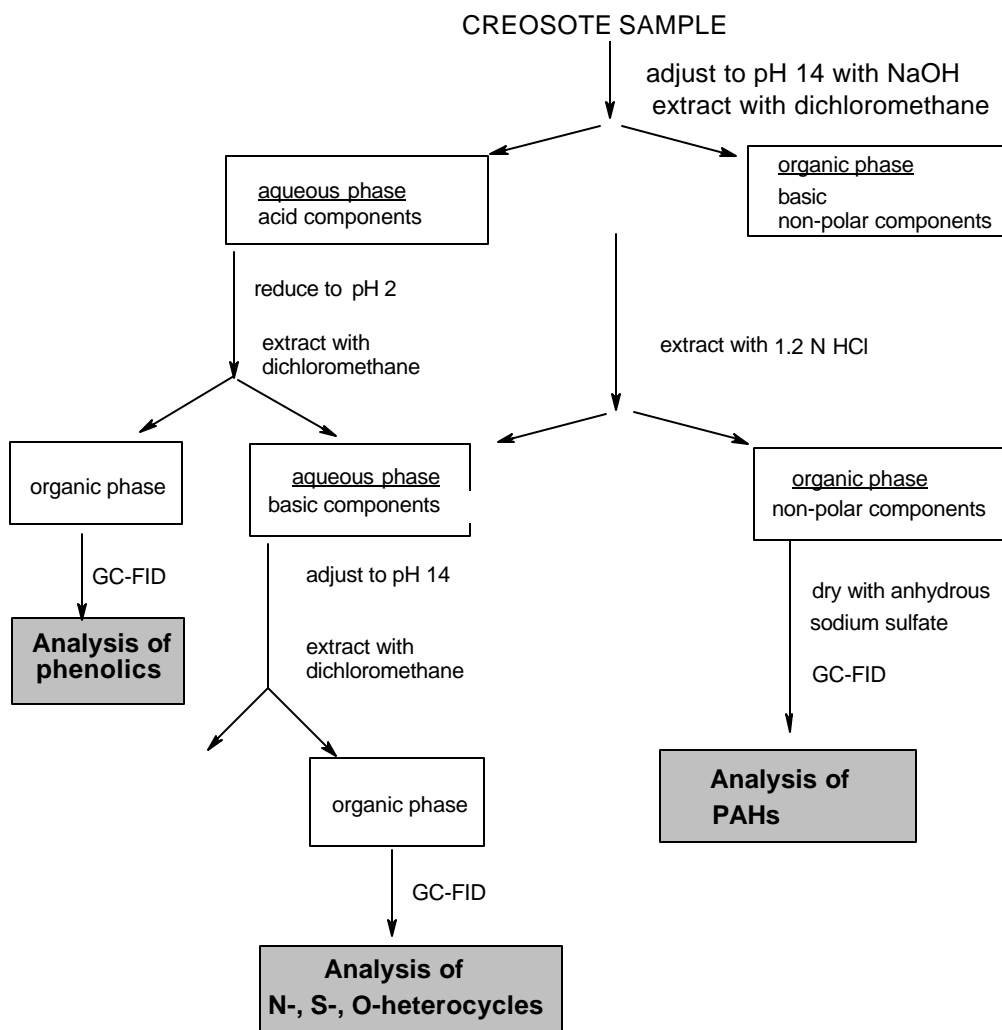 CREOSOTE SAMPLE
adjust to pH 14 with NaOH
extract with dichloromethane
aqueous phase
acid components
organic phase
basic
non-polar components
reduce to pH 2
extract with
dichloromethane
extract with 1.2 N HCl
organic phase
aqueous phase
basic components
organic phase
non-polar components
GC-FID
adjust to pH 14
dry with anhydrous
sodium sulfate
Analysis of
phenolics
extract with
dichloromethane
GC-FID
organic phase
Analysis of
PAHs
GC-FID
Analysis of
N-, S-, O-heterocycles